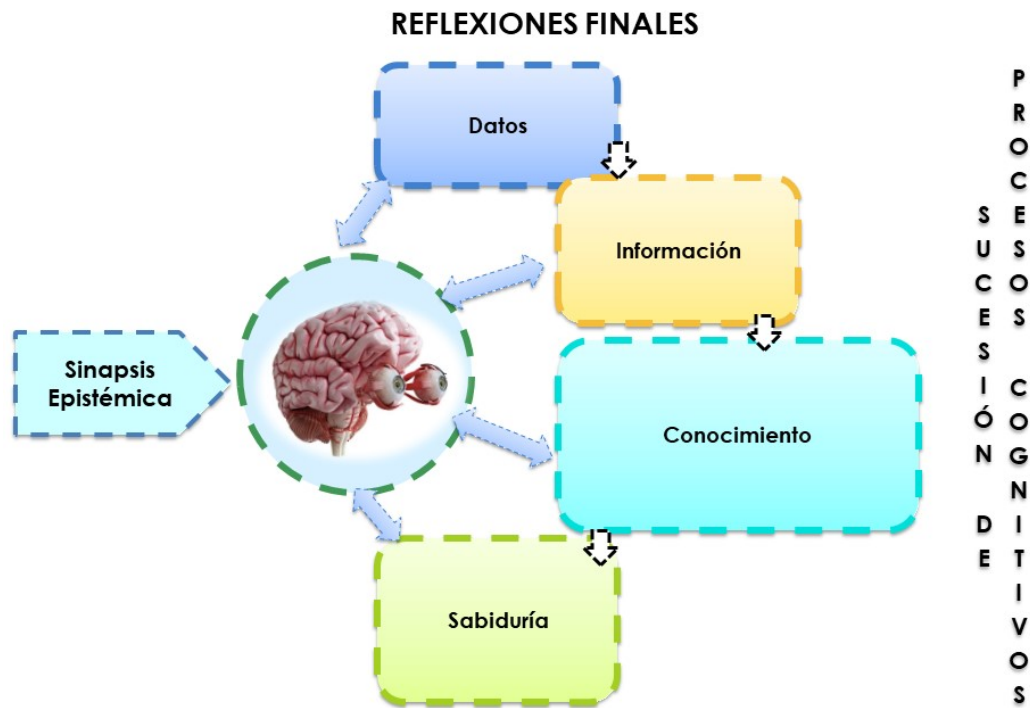 REFLEXIONES FINALES
Datos
Información
Sinapsis
Epistémica
Conocimiento
Sabiduría
SUCESIÓN DE
PROCESOS COGNITIVOS